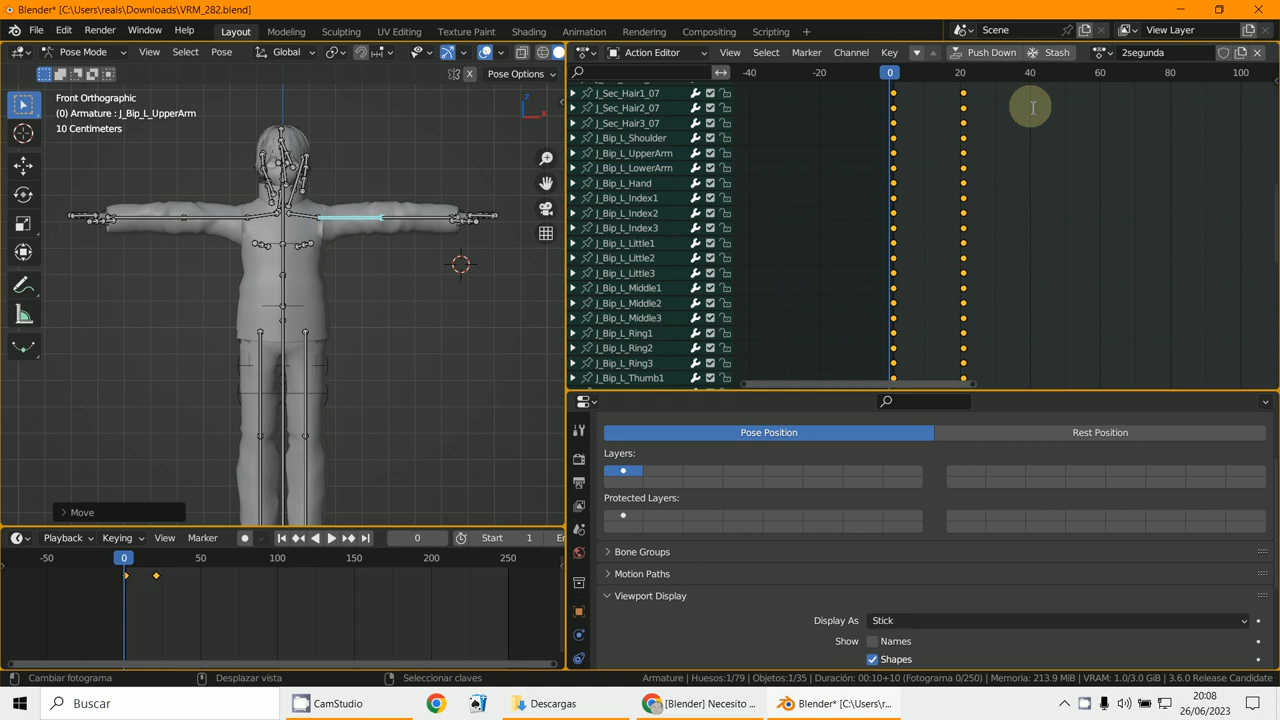 Blender* [C:\Users\reals\Downloads\VRM_282.blend]
File Edit Render Window Help Layout Modeling Sculpting UV Editing Texture Paint Shading Animation Rendering Compositing Scripting Scene View Layer
Pose Mode View Select Pose Global
Action Editor View Select Marker Channel Key Push Down Stash 2segunda
X Pose Options
-40 -20 0 20 40 60 80 100
Front Orthographic
(0) Armature : J_Bip_L_UpperArm
10 Centimeters
Z
X
J_Sec_Hair1_07
J_Sec_Hair2_07
J_Sec_Hair3_07
J_Bip_L_Shoulder
J_Bip_L_UpperArm
J_Bip_L_LowerArm
J_Bip_L_Hand
J_Bip_L_Index1
J_Bip_L_Index2
J_Bip_L_Index3
J_Bip_L_Little1
J_Bip_L_Little2
J_Bip_L_Little3
J_Bip_L_Middle1
J_Bip_L_Middle2
J_Bip_L_Middle3
J_Bip_L_Ring1
J_Bip_L_Ring2
J_Bip_L_Ring3
J_Bip_L_Thumb1
Move
Pose Position Rest Position
Layers:
Protected Layers:
Bone Groups
Motion Paths
Viewport Display
Display As Stick
Show Names
Shapes
Playback Keying View Marker 0 Start 1
-50 0 50 100 150 200 250
Cambiar fotograma Desplazar vista Seleccionar claves Armature | Huesos:1/79 | Objetos:1/35 | Duración: 00:10+10 (Fotograma 0/250) | Memoria: 213.9 MiB | VRAM: 1.0/3.0 GiB | 3.6.0 Release Candidate
Buscar CamStudio Descargas [Blender] Necesito ... Blender* [C:\Users\r...
20:08
26/06/2023